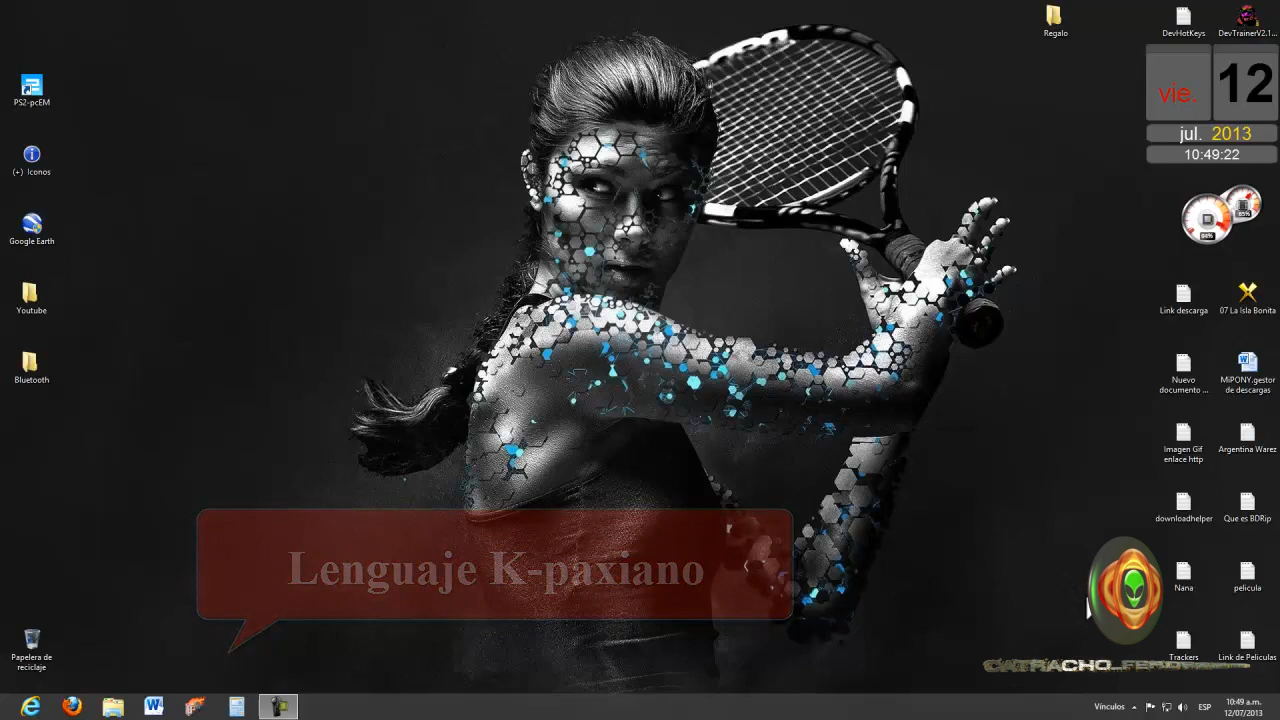 PS2-pcEM
(+) Iconos
Google Earth
Youtube
Bluetooth
Papelera de
reciclaje
Lenguaje K-paxiano
Regalo
DevHotKeys
DevTrainerV2.1...
vie.
12
jul. 2013
10:49:22
Link descarga
07 La Isla Bonita
Nuevo
documento ...
MiPONY.gestor
de descargas
Imagen Gif
enlace http
Argentina Warez
downloadhelper
Que es BDRip
Nana
pelicula
Trackers
Link de Peliculas
Vínculos
ESP
10:49 a.m.
12/07/2013